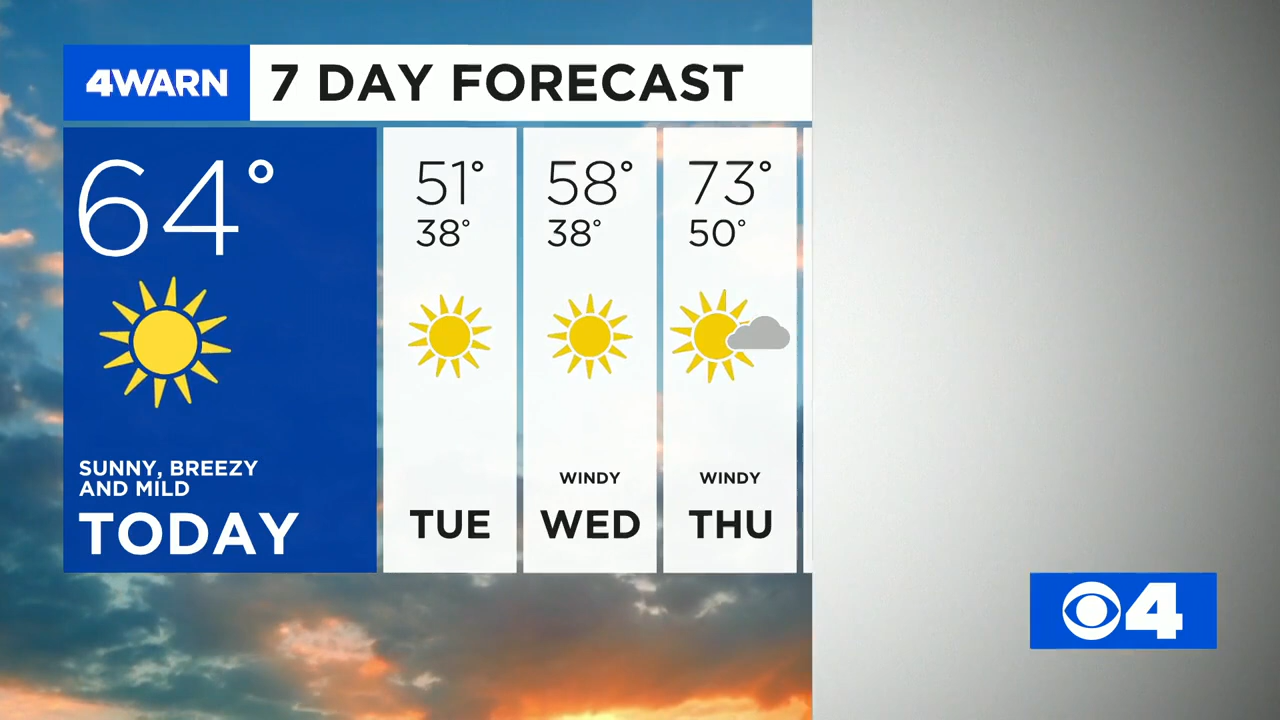 4WARN
7 DAY FORECAST
64°
SUNNY, BREEZY
AND MILD
TODAY
51°
38°
TUE
58°
38°
WINDY
WED
73°
50°
WINDY
THU
4